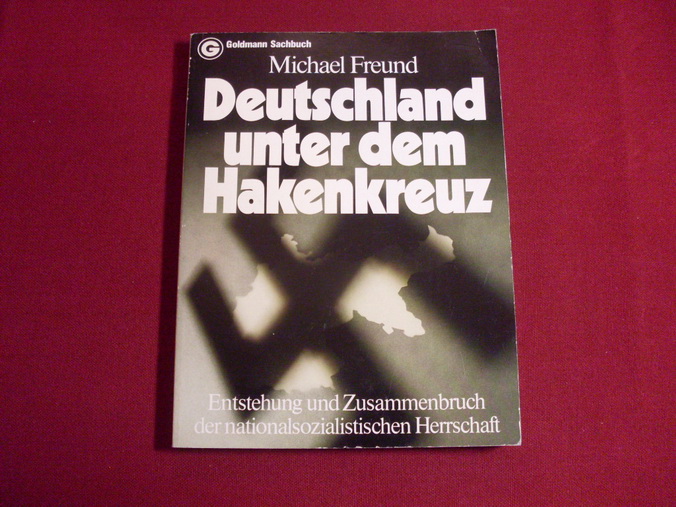 G Goldmann Sachbuch
Michael Freund
Deutschland
unter dem
Hakenkreuz
Entstehung und Zusammenbruch
der nationalsozialistischen Herrschaft